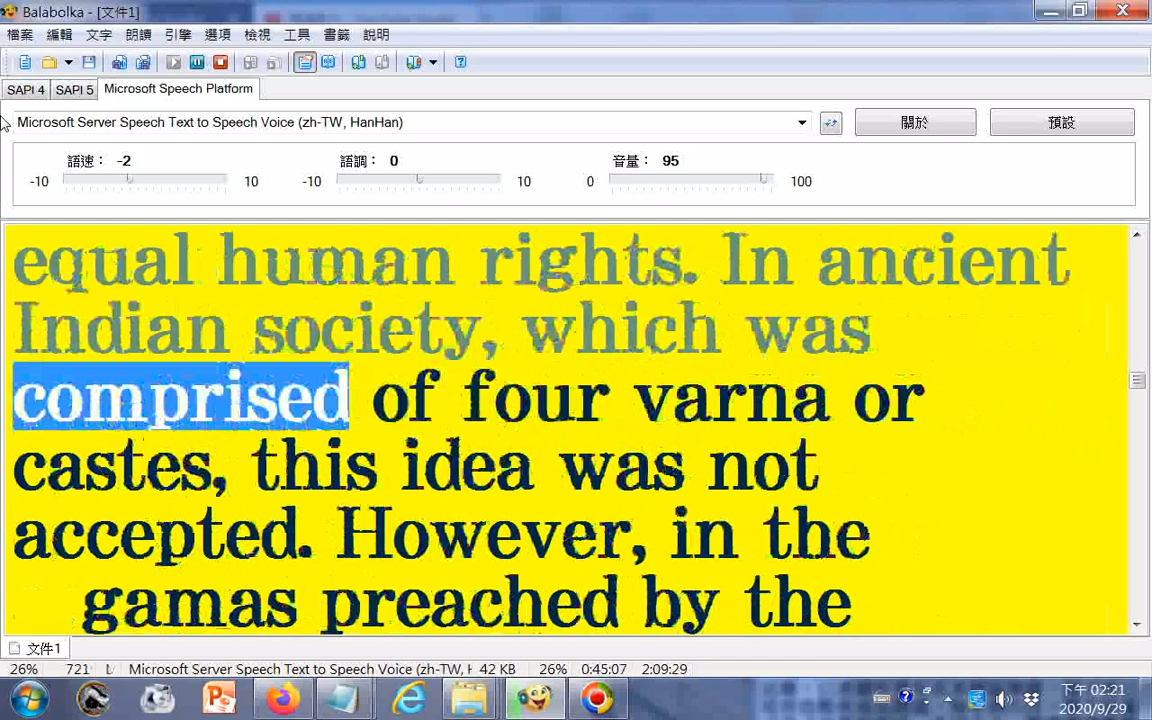 Balabolka - [文件1]
檔案 編輯 文字 朗讀 引擎 選項 檢視 工具 書籤 說明
SAPI 4 SAPI 5 Microsoft Speech Platform
Microsoft Server Speech Text to Speech Voice (zh-TW, HanHan) 關於 預設
語速： -2 語調： 0 音量： 95
-10 10 -10 10 0 100
equal human rights. In ancient
Indian society, which was
comprised of four varna or
castes, this idea was not
accepted. However, in the
gamas preached by the
文件1
26% 721 Microsoft Server Speech Text to Speech Voice (zh-TW, 42 KB 26% 0:45:07 2:09:29
下午 02:21
2020/9/29